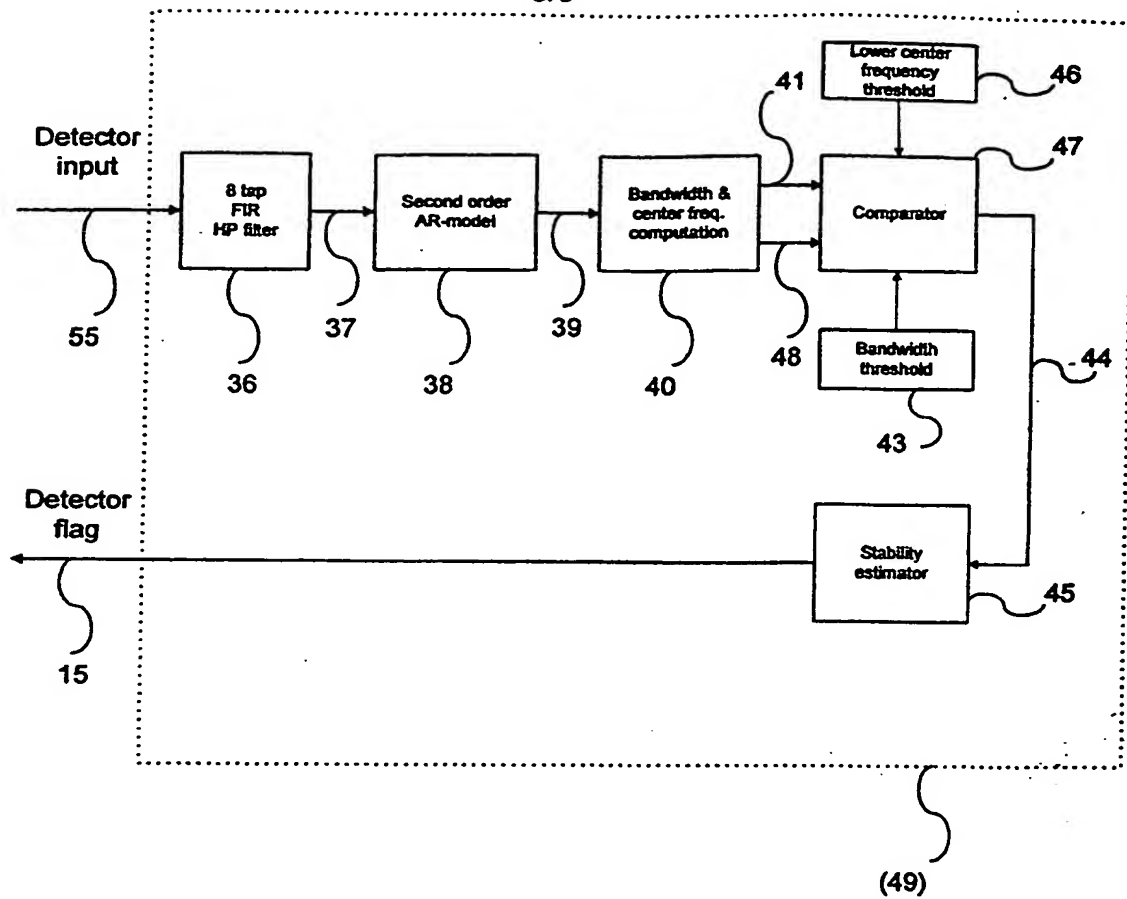 Lower center
frequency
threshold
46
41
47
Detector
input
8 tap
FIR
HP filter
Second order
AR-model
Bandwidth &
center freq.
computation
Comparator
55
36
37
38
39
40
48
Bandwidth
threshold
43
44
Detector
flag
Stability
estimator
45
15
(49)